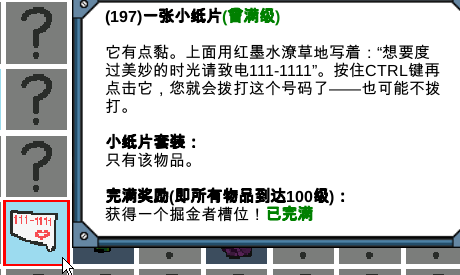 (197)一张小纸片(曹满级)
它有点黏。上面用红墨水潦草地写着：“想要度
过美妙的时光请致电111-1111”。按住CTRL键再
点击它，您就会拨打这个号码了——也可能不拨
打。
小纸片套装：
只有该物品。
完满奖励(即所有物品到达100级)：
获得一个掘金者槽位！已完满
111-1111